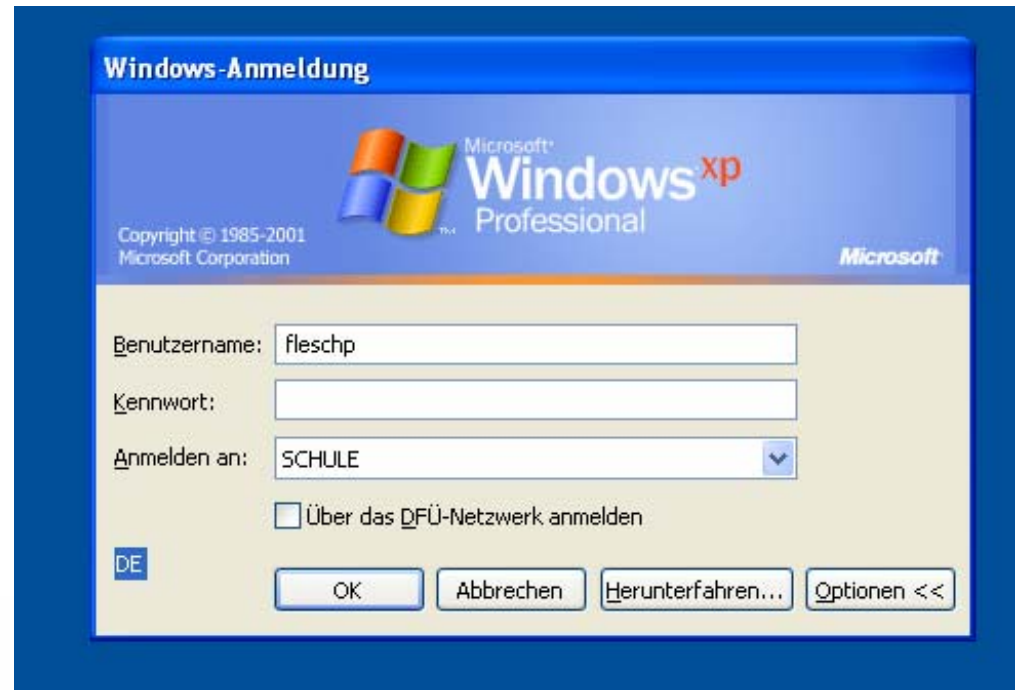 Windows-Anmeldung
Microsoft®
Windows xp
Professional
TM
Copyright © 1985-2001
Microsoft Corporation
Microsoft
Benutzername: fleschp
Kennwort:
Anmelden an: SCHULE
Über das DFÜ-Netzwerk anmelden
DE
OK Abbrechen Herunterfahren... Optionen <<